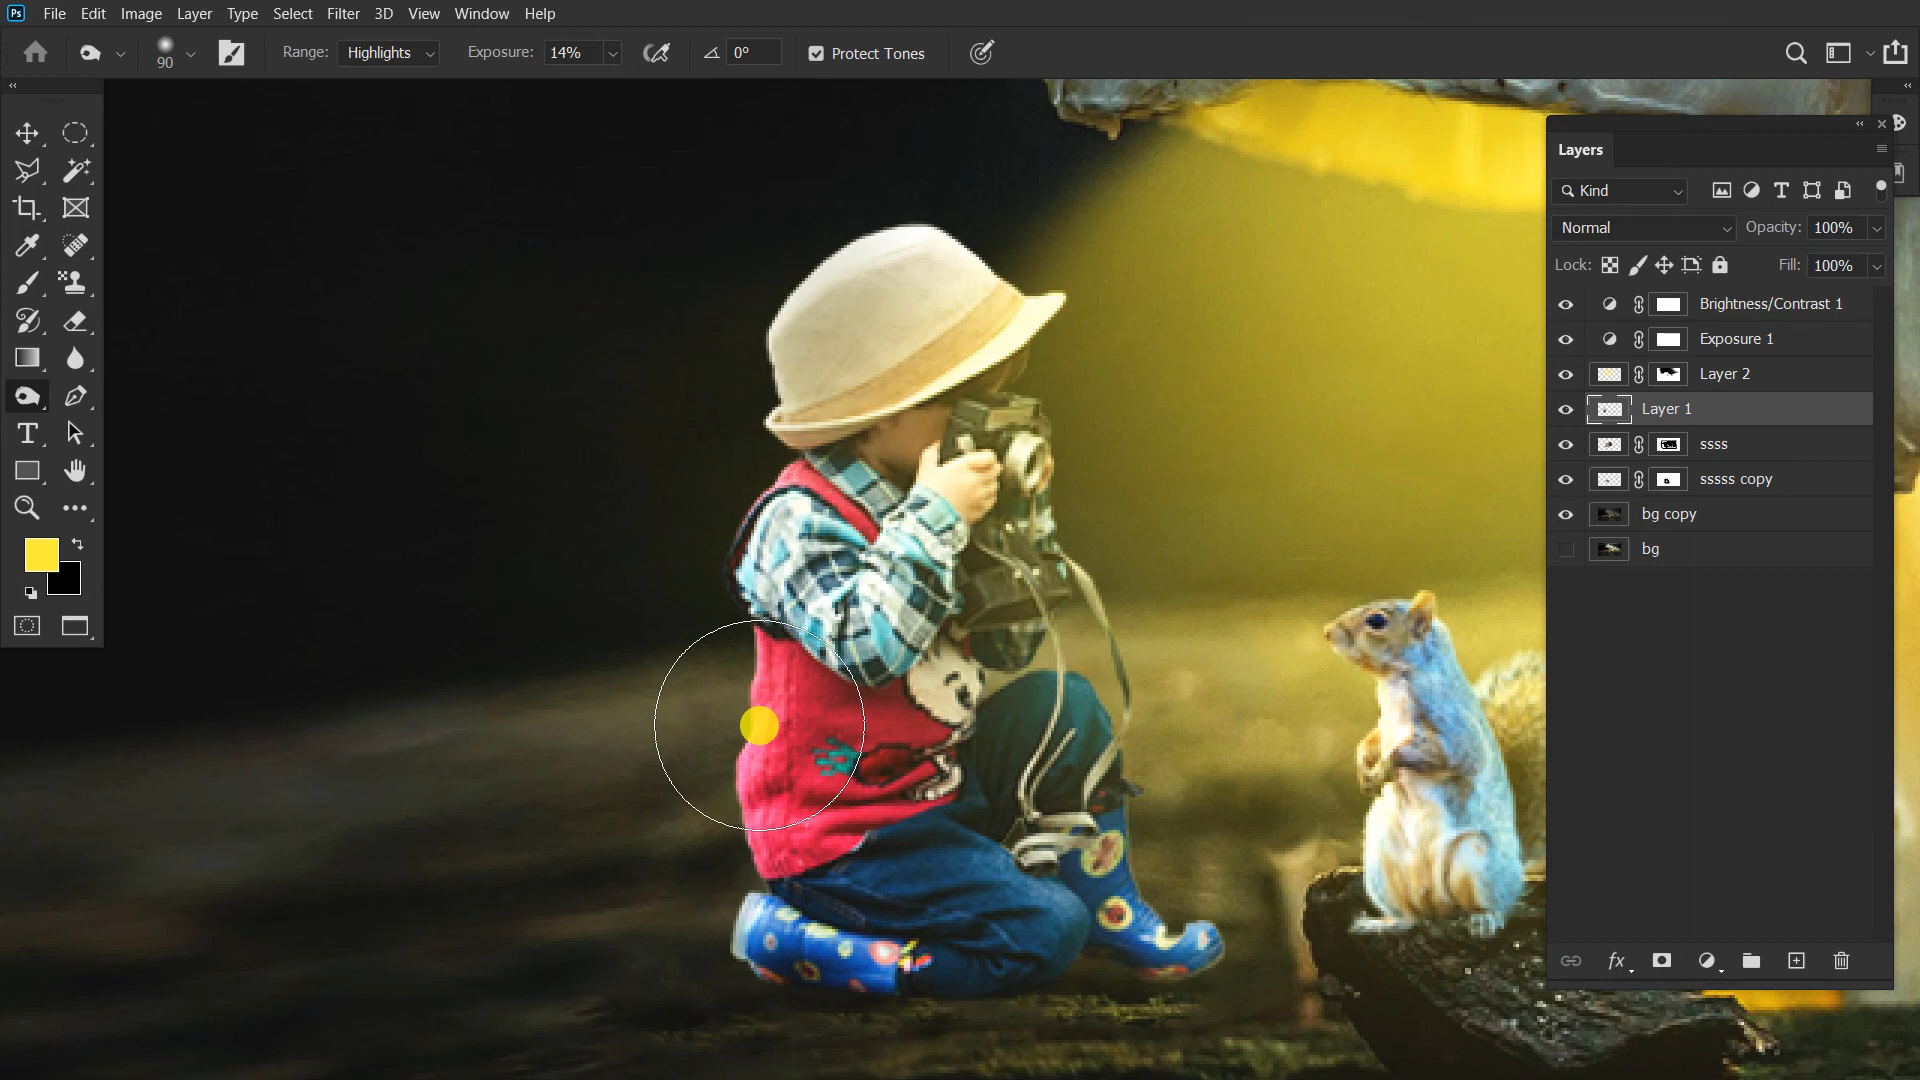 Ps File Edit Image Layer Type Select Filter 3D View Window Help
90 Range: Highlights Exposure: 14% 0° Protect Tones
Layers
Kind
Normal Opacity: 100%
Lock: Fill: 100%
Brightness/Contrast 1
Exposure 1
Layer 2
Layer 1
ssss
sssss copy
bg copy
bg
fx